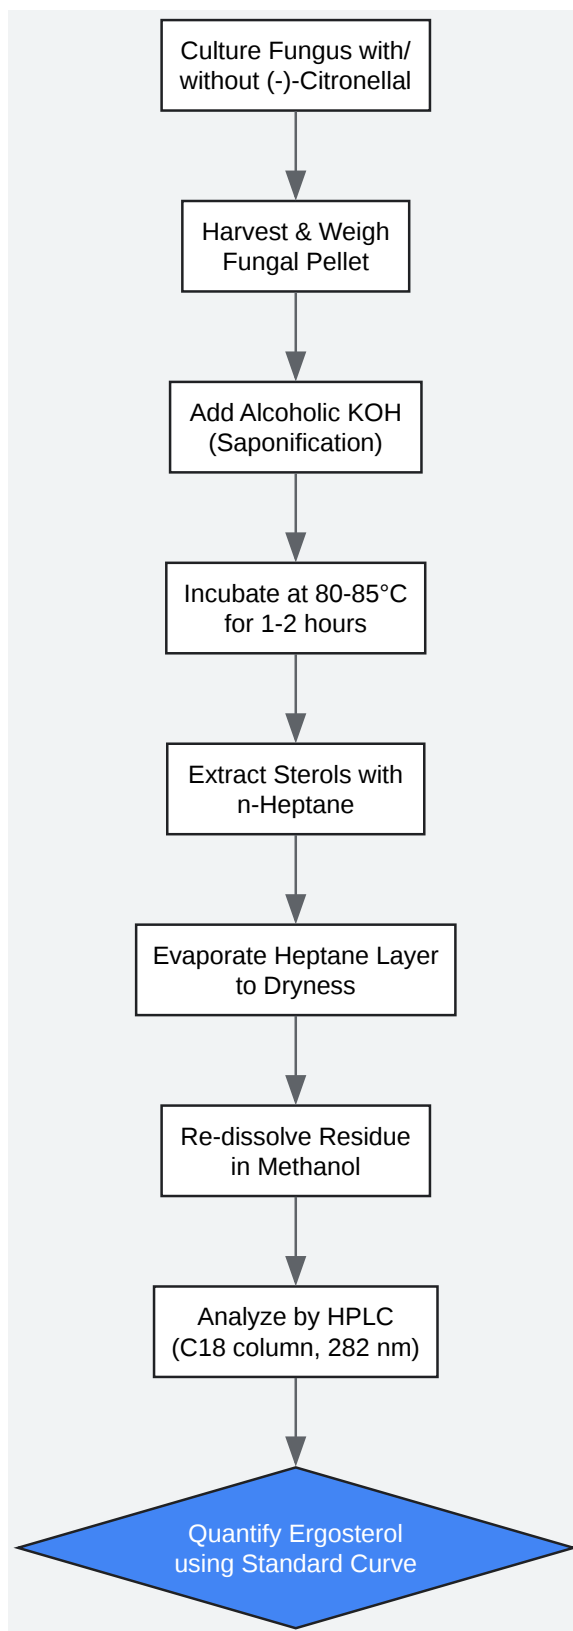 Culture Fungus with/
without (-)-Citronellal
Harvest & Weigh
Fungal Pellet
Add Alcoholic KOH
(Saponification)
Incubate at 80-85°C
for 1-2 hours
Extract Sterols with
n-Heptane
Evaporate Heptane Layer
to Dryness
Re-dissolve Residue
in Methanol
Analyze by HPLC
(C18 column, 282 nm)
Quantify Ergosterol
using Standard Curve